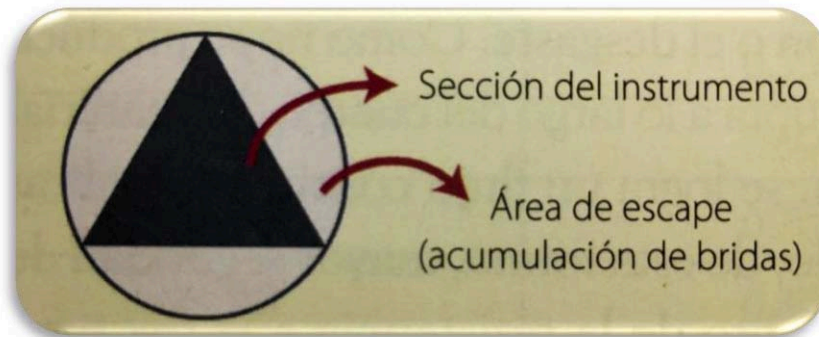 Sección del instrumento
Área de escape
(acumulación de bridas)